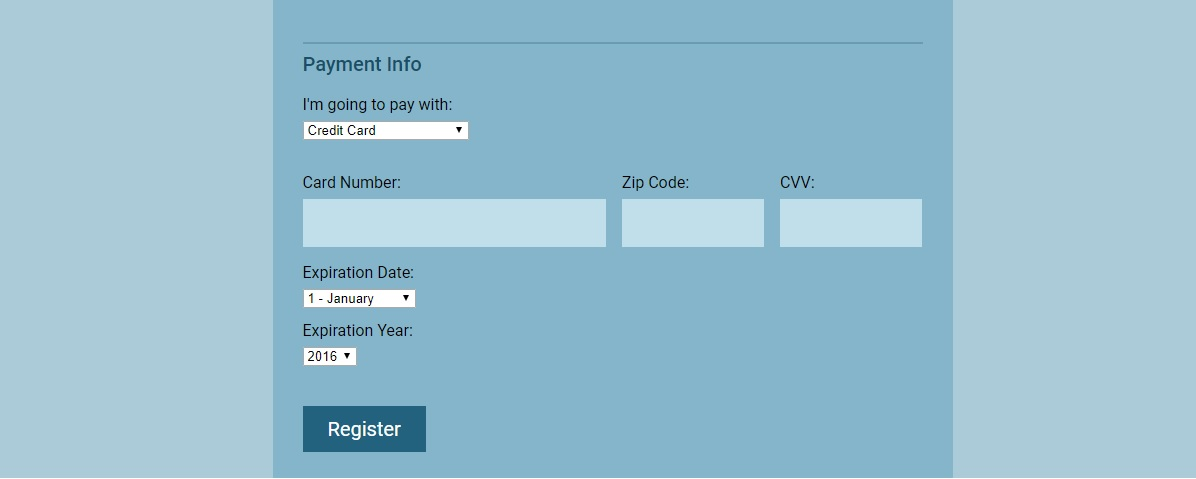 Payment Info
I'm going to pay with:
Credit Card
Card Number: Zip Code: CVV:
Expiration Date:
1 - January
Expiration Year:
2016
Register